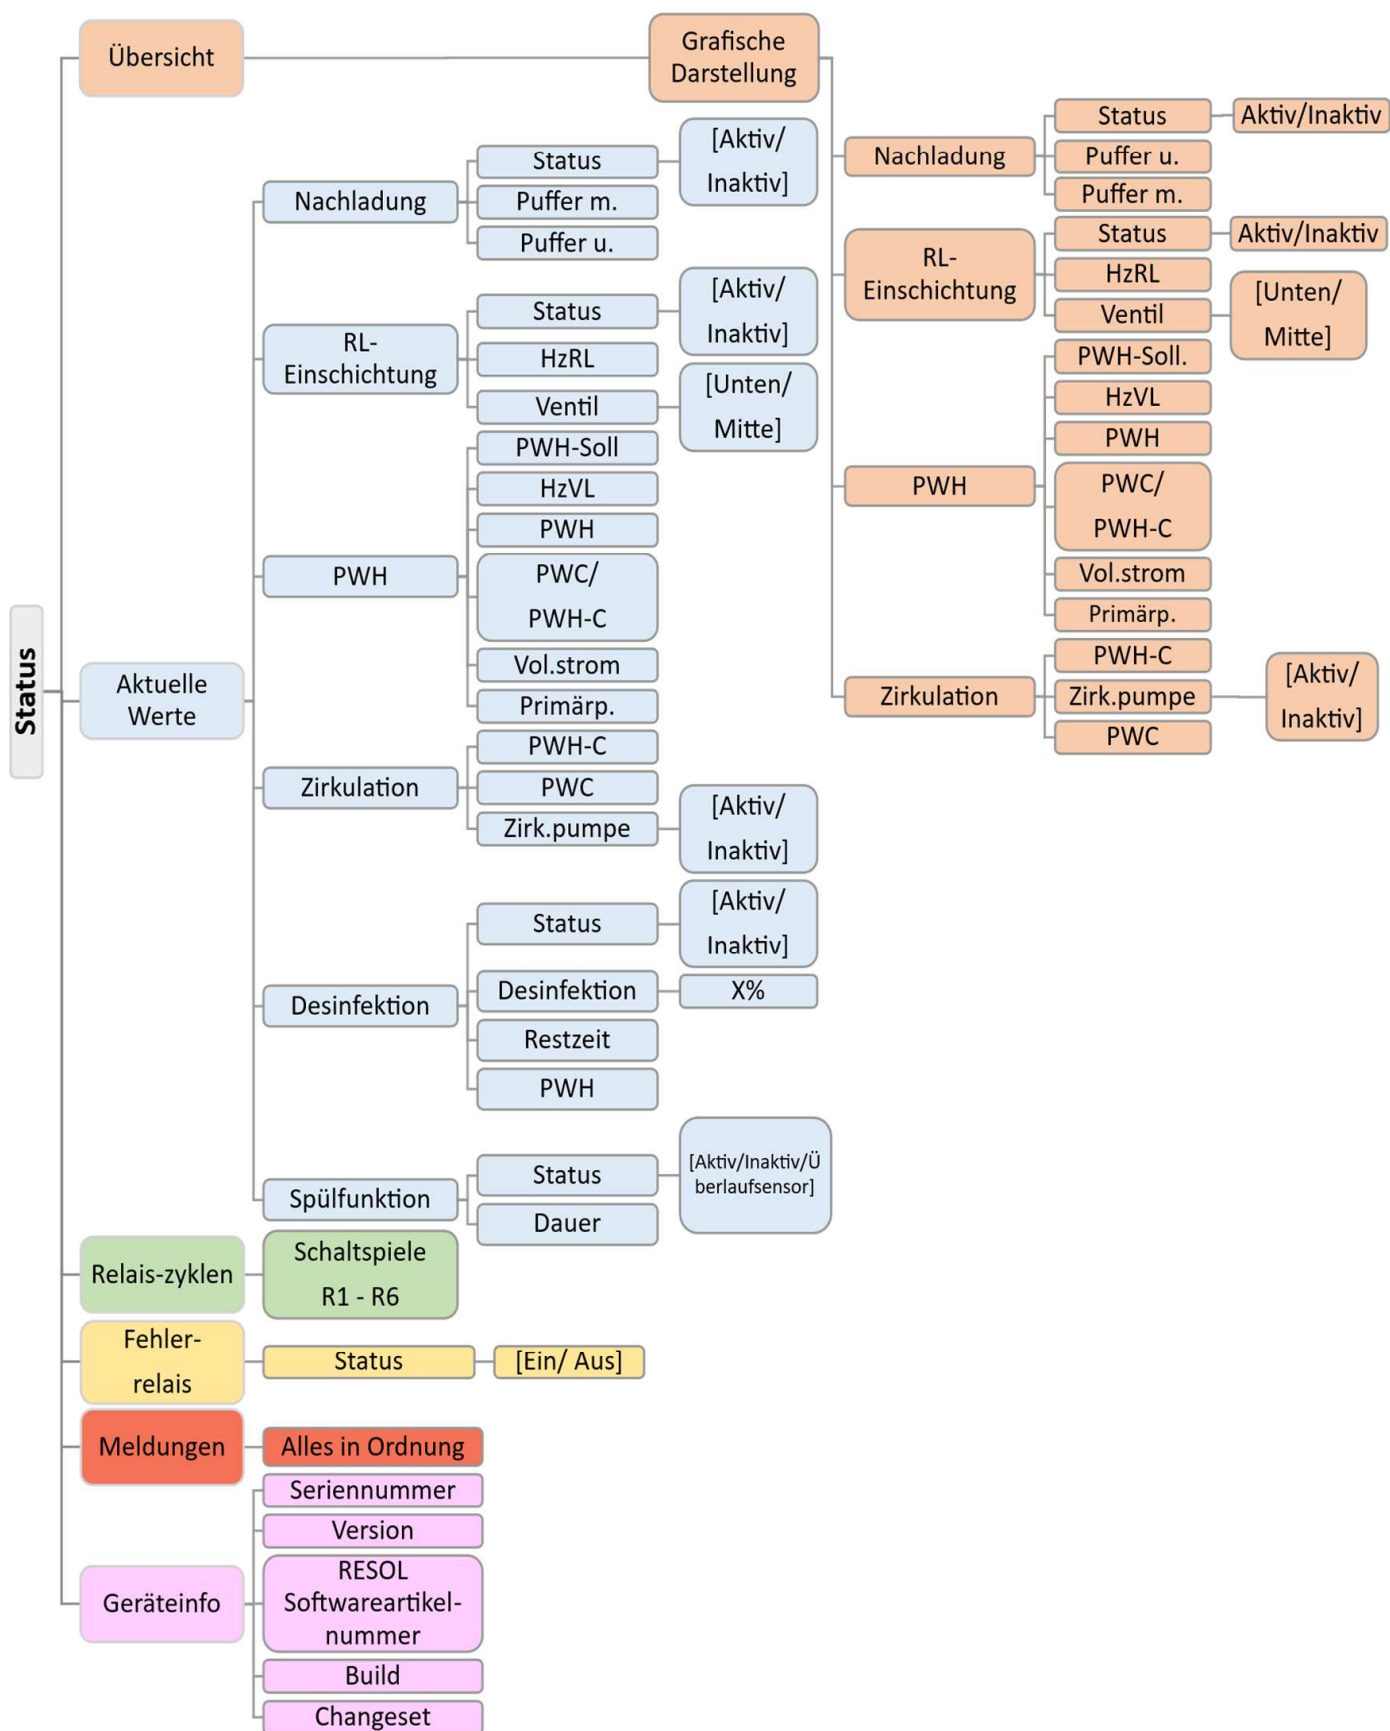 Status
Übersicht
Grafische
Darstellung
Nachladung
Status
Aktiv/Inaktiv
Puffer u.
Puffer m.
RL-
Einschichtung
Status
Aktiv/Inaktiv
HzRL
Ventil
[Unten/
Mitte]
PWH
PWH-Soll.
HzVL
PWH
PWC/
PWH-C
Vol.strom
Primärp.
Zirkulation
PWH-C
Zirk.pumpe
[Aktiv/
Inaktiv]
PWC
Aktuelle
Werte
Nachladung
Status
[Aktiv/
Inaktiv]
Puffer m.
Puffer u.
RL-
Einschichtung
Status
[Aktiv/
Inaktiv]
HzRL
Ventil
[Unten/
Mitte]
PWH
PWH-Soll
HzVL
PWH
PWC/
PWH-C
Vol.strom
Primärp.
Zirkulation
PWH-C
PWC
Zirk.pumpe
[Aktiv/
Inaktiv]
Desinfektion
Status
[Aktiv/
Inaktiv]
Desinfektion
X%
Restzeit
PWH
Spülfunktion
Status
[Aktiv/Inaktiv/Ü
berlaufsensor]
Dauer
Relais-zyklen
Schaltspiele
R1 - R6
Fehler-
relais
Status
[Ein/ Aus]
Meldungen
Alles in Ordnung
Geräteinfo
Seriennummer
Version
RESOL
Softwareartikel-
nummer
Build
Changeset